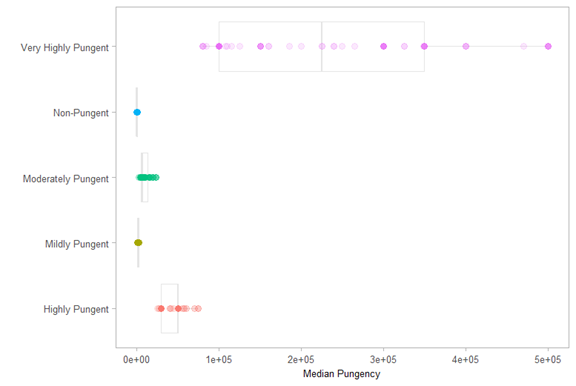 Very Highly Pungent
Non-Pungent
Moderately Pungent
Mildly Pungent
Highly Pungent
0e+00 1e+05 2e+05 3e+05 4e+05 5e+05
Median Pungency